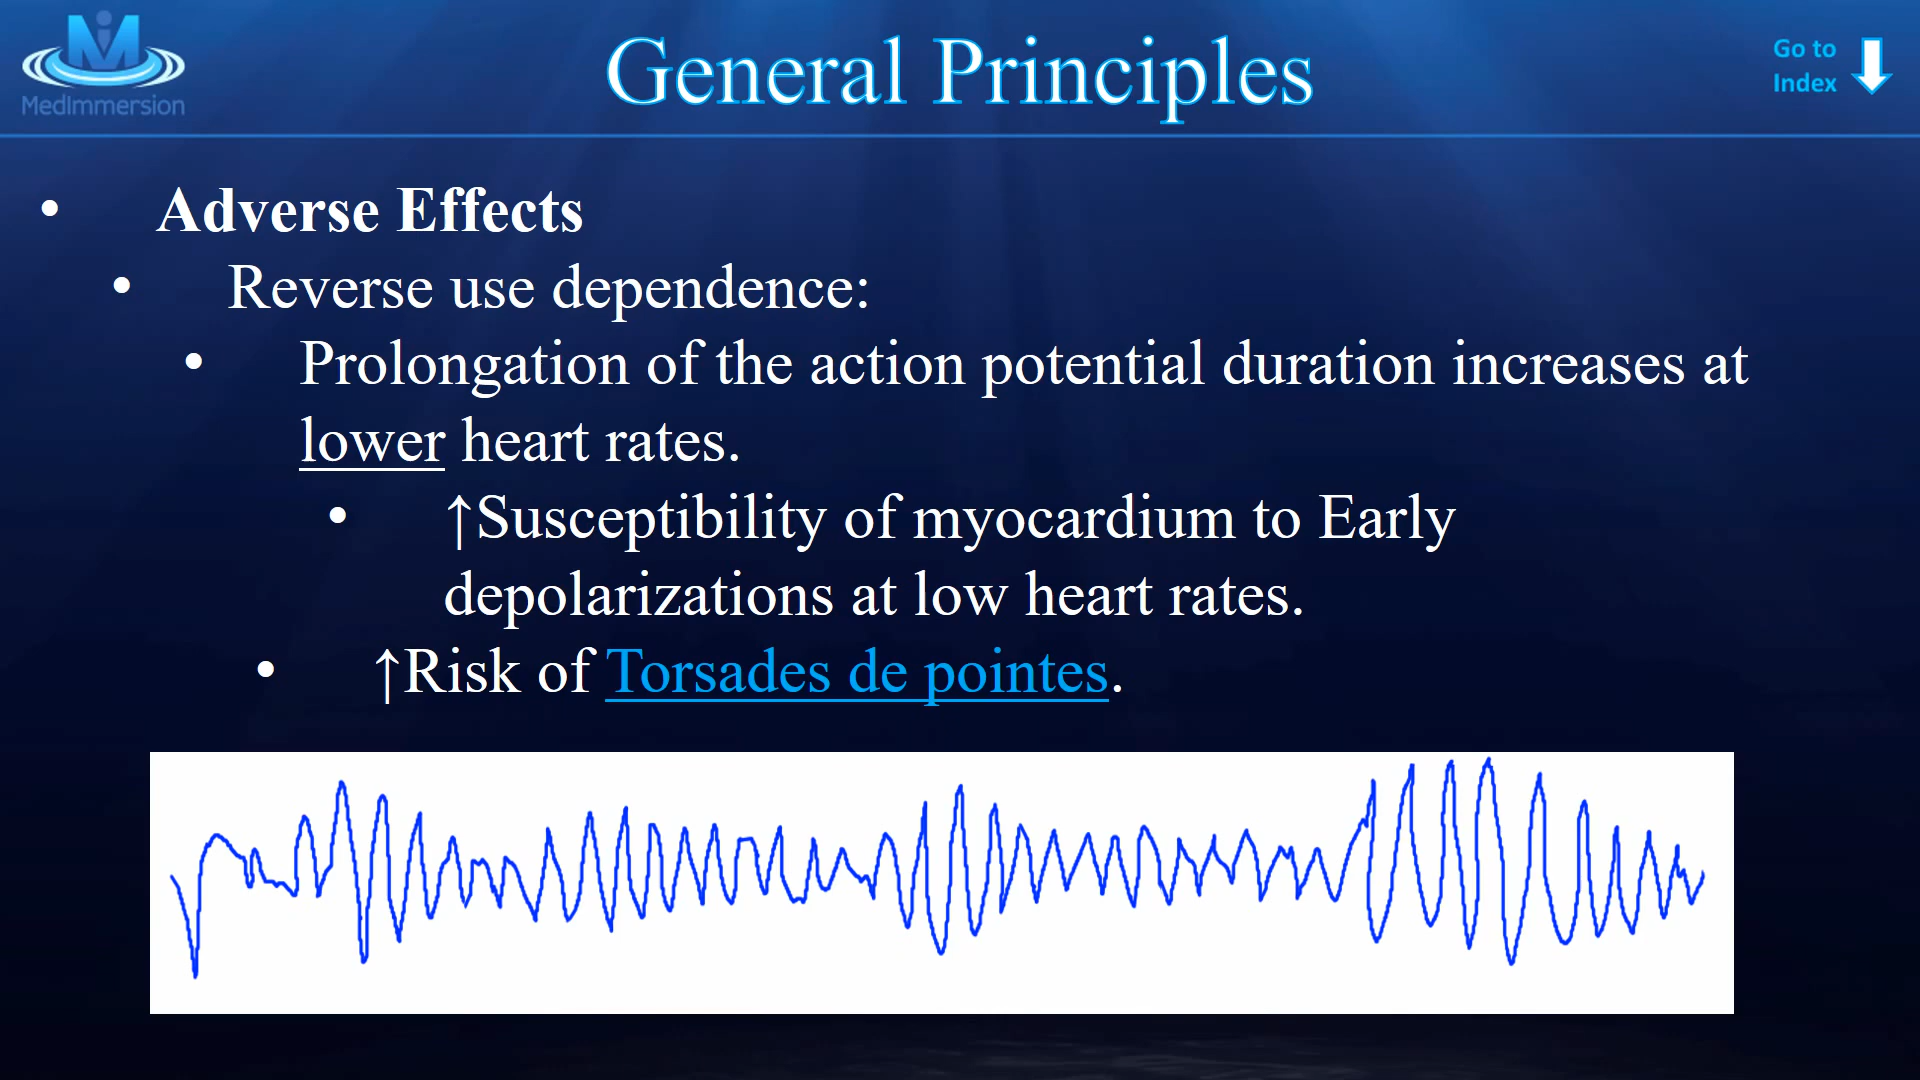 MedImmersion
General Principles
Go to
Index
• Adverse Effects
• Reverse use dependence:
• Prolongation of the action potential duration increases at
lower heart rates.
• ↑Susceptibility of myocardium to Early
depolarizations at low heart rates.
• ↑Risk of Torsades de pointes.